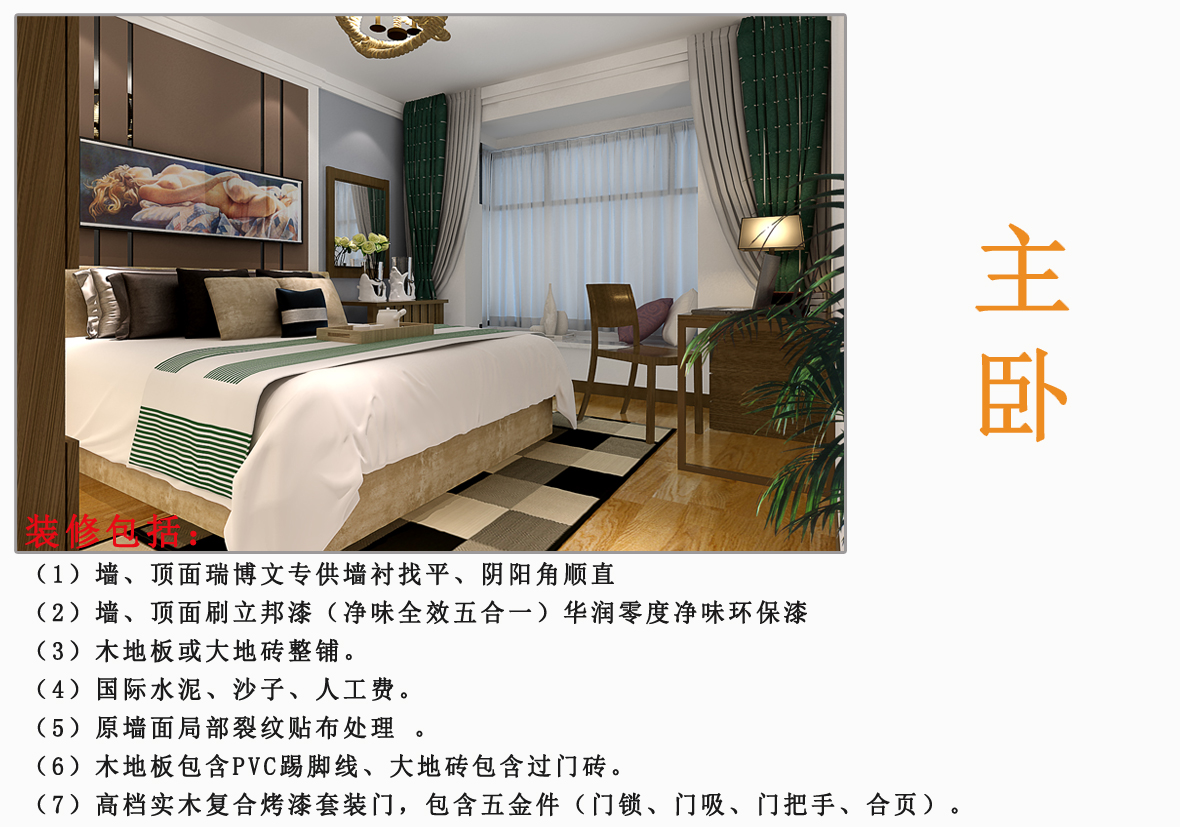 主卧
装修包括：
（1）墙、顶面瑞博文专供墙衬找平、阴阳角顺直
（2）墙、顶面刷立邦漆（净味全效五合一）华润零度净味环保漆
（3）木地板或大地砖整铺。
（4）国际水泥、沙子、人工费。
（5）原墙面局部裂纹贴布处理 。
（6）木地板包含PVC踢脚线、大地砖包含过门砖。
（7）高档实木复合烤漆套装门，包含五金件（门锁、门吸、门把手、合页）。